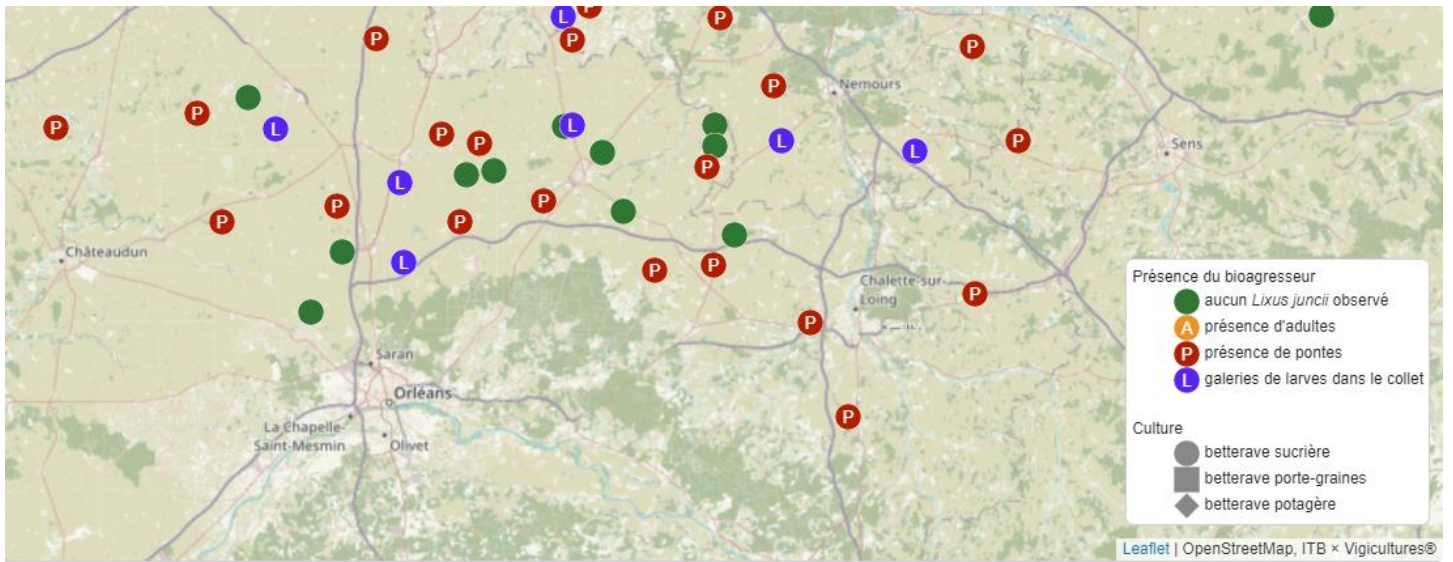 P
L
P
P
P
P
Nemours
P
P
P
L
P
P
L
P
L
L
P
Sens
P
L
P
P
P
P
Châteaudun
L
P
P
Chalette-sur-
Loing
P
P
Saran
Orléans
La Chapelle-
Saint-Mesmin
Olivet
P
Présence du bioagresseur
aucun Lixus juncii observé
A présence d'adultes
P présence de pontes
L galeries de larves dans le collet
Culture
betterave sucrière
betterave porte-graines
betterave potagère
Leaflet | OpenStreetMap, ITB × Vigicultures®